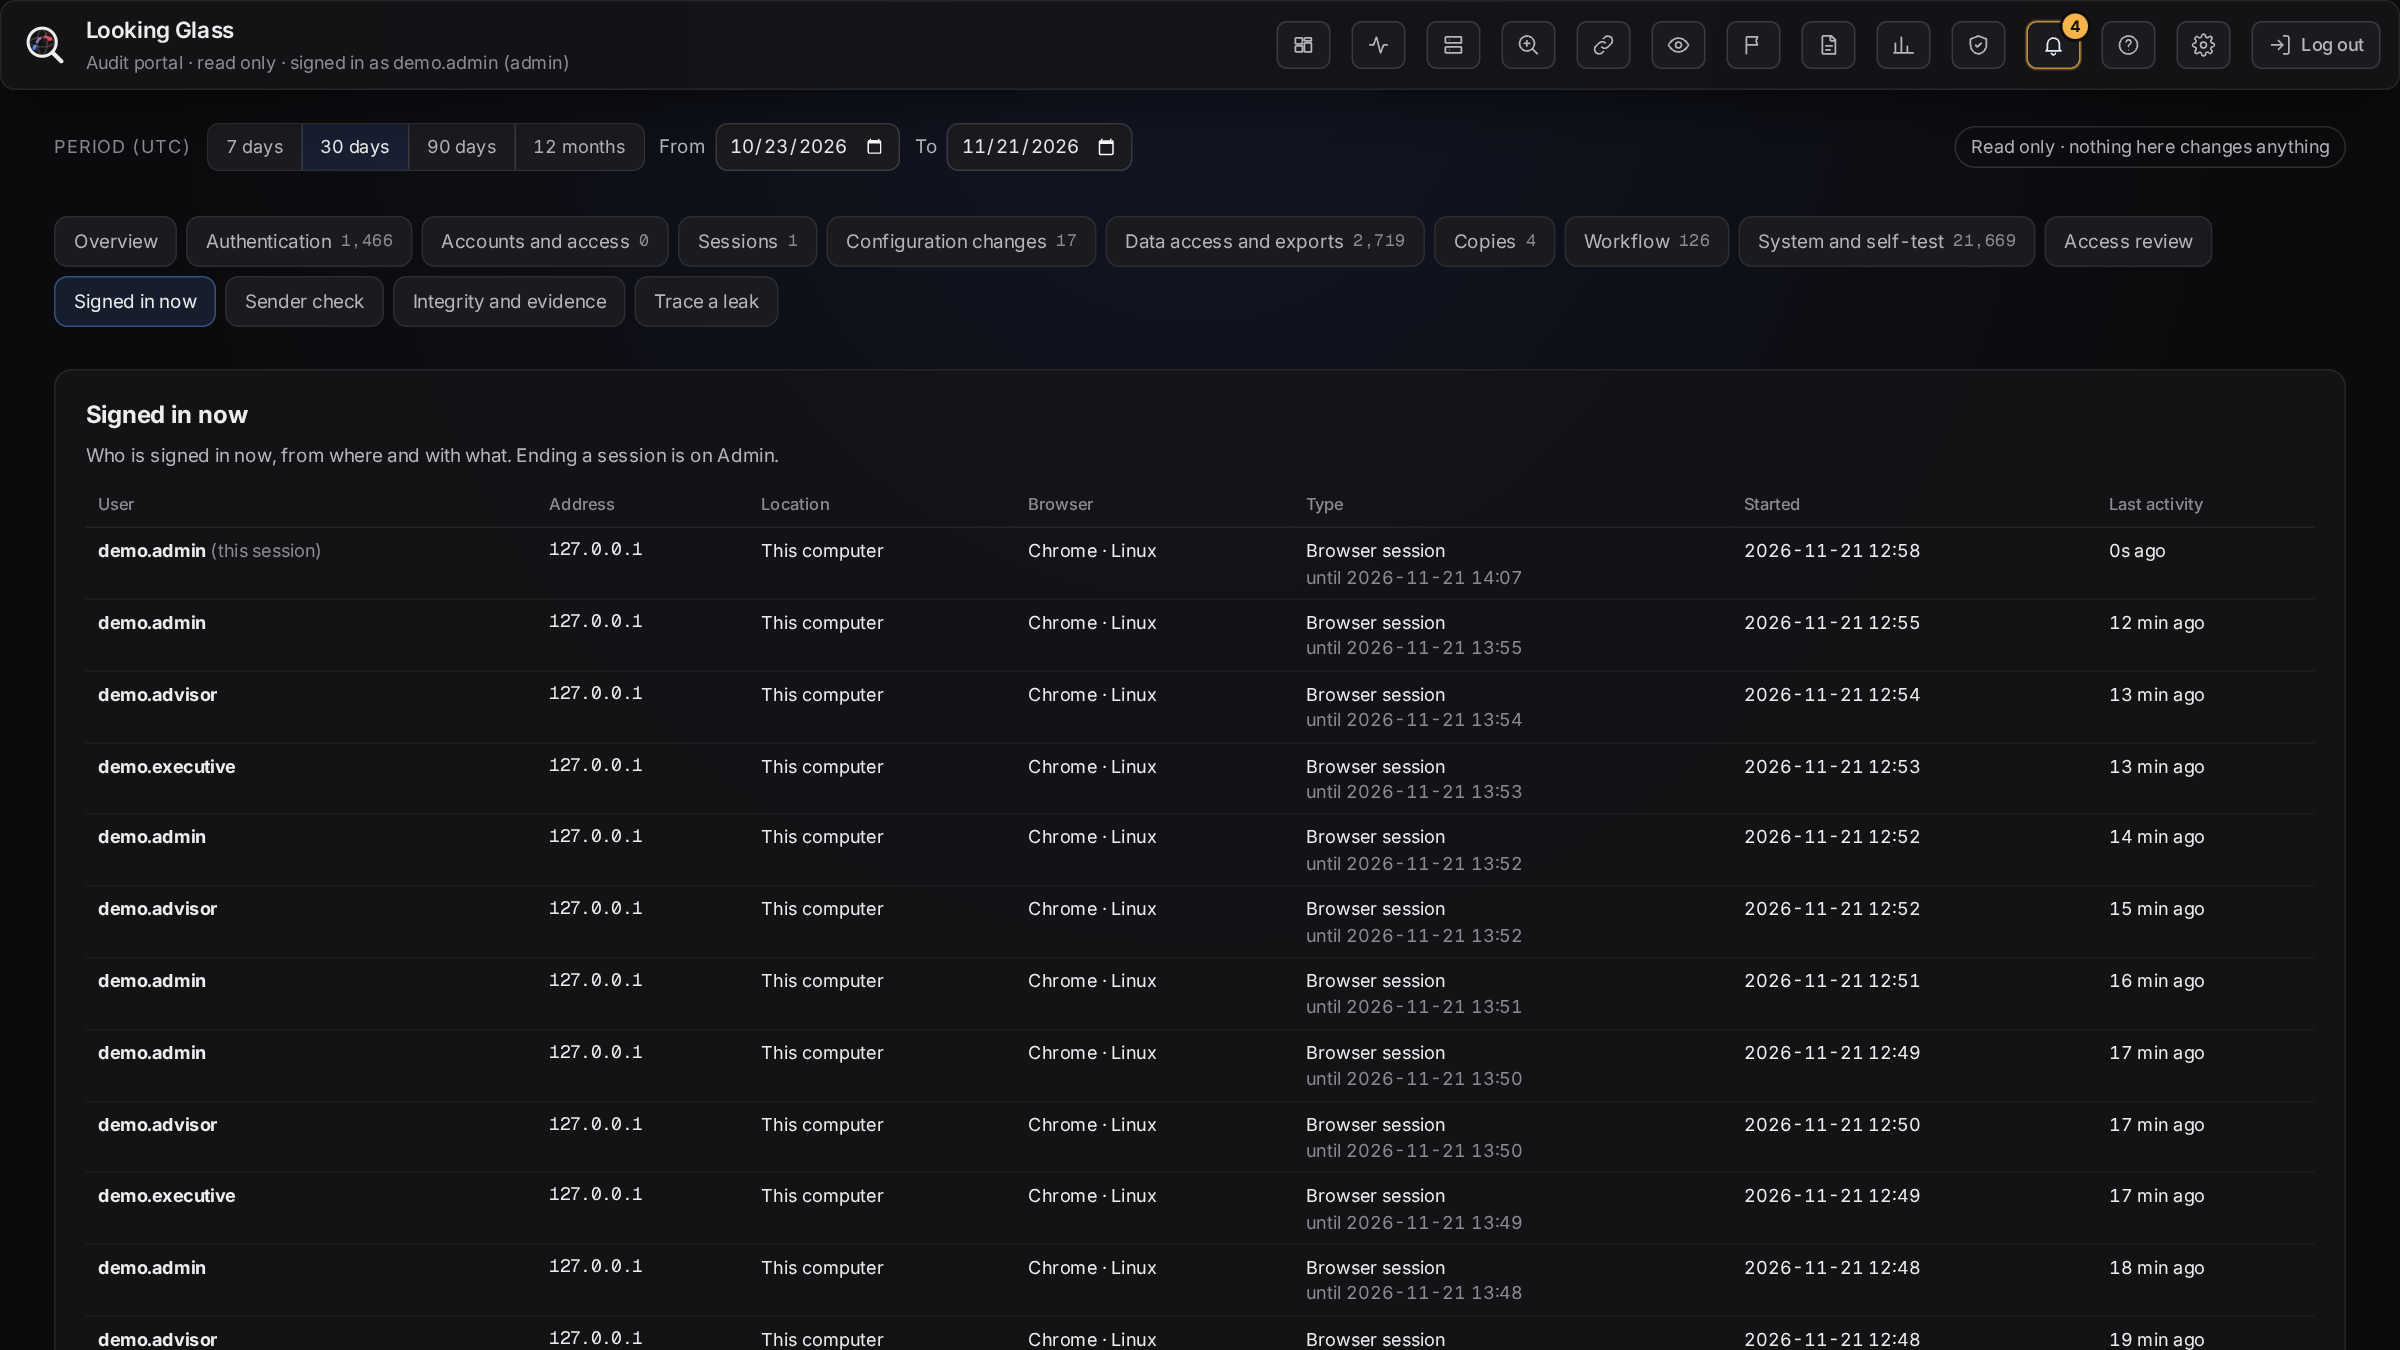 Looking Glass
Audit portal · read only · signed in as demo.admin (admin)
4
Log out
PERIOD (UTC) 7 days 30 days 90 days 12 months From 10/23/2026 To 11/21/2026 Read only · nothing here changes anything
Overview Authentication 1,466 Accounts and access 0 Sessions 1 Configuration changes 17 Data access and exports 2,719 Copies 4 Workflow 126 System and self-test 21,669 Access review
Signed in now Sender check Integrity and evidence Trace a leak
Signed in now
Who is signed in now, from where and with what. Ending a session is on Admin.
User Address Location Browser Type Started Last activity
demo.admin (this session) 127.0.0.1 This computer Chrome · Linux Browser session 2026-11-21 12:58 0s ago
until 2026-11-21 14:07
demo.admin 127.0.0.1 This computer Chrome · Linux Browser session 2026-11-21 12:55 12 min ago
until 2026-11-21 13:55
demo.advisor 127.0.0.1 This computer Chrome · Linux Browser session 2026-11-21 12:54 13 min ago
until 2026-11-21 13:54
demo.executive 127.0.0.1 This computer Chrome · Linux Browser session 2026-11-21 12:53 13 min ago
until 2026-11-21 13:53
demo.admin 127.0.0.1 This computer Chrome · Linux Browser session 2026-11-21 12:52 14 min ago
until 2026-11-21 13:52
demo.advisor 127.0.0.1 This computer Chrome · Linux Browser session 2026-11-21 12:52 15 min ago
until 2026-11-21 13:52
demo.admin 127.0.0.1 This computer Chrome · Linux Browser session 2026-11-21 12:51 16 min ago
until 2026-11-21 13:51
demo.admin 127.0.0.1 This computer Chrome · Linux Browser session 2026-11-21 12:49 17 min ago
until 2026-11-21 13:50
demo.advisor 127.0.0.1 This computer Chrome · Linux Browser session 2026-11-21 12:50 17 min ago
until 2026-11-21 13:50
demo.executive 127.0.0.1 This computer Chrome · Linux Browser session 2026-11-21 12:49 17 min ago
until 2026-11-21 13:49
demo.admin 127.0.0.1 This computer Chrome · Linux Browser session 2026-11-21 12:48 18 min ago
until 2026-11-21 13:48
demo.advisor 127.0.0.1 This computer Chrome · Linux Browser session 2026-11-21 12:48 19 min ago